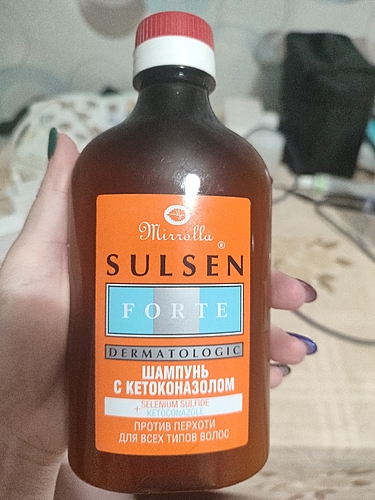 Mirrolla
®
SULSEN
FORTE
DERMATOLOGIC
ШАМПУНЬ
С КЕТОКОНАЗОЛОМ
+ SELENIUM SULFIDE
KETOCONAZOLE
ПРОТИВ ПЕРХОТИ
ДЛЯ ВСЕХ ТИПОВ ВОЛОС